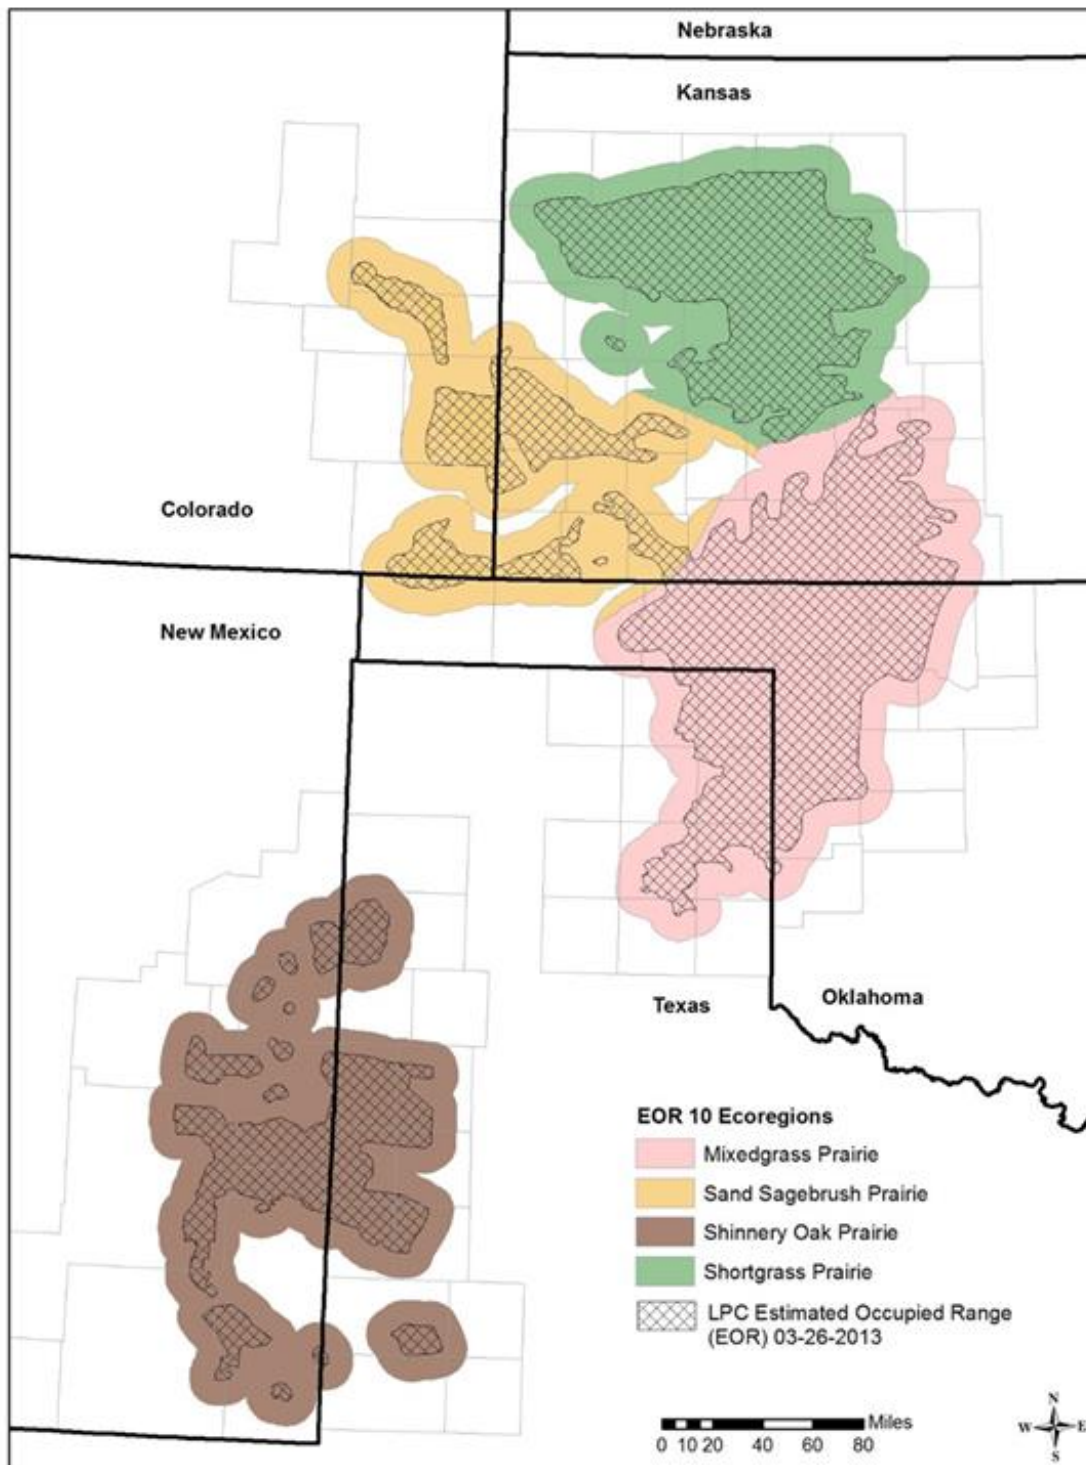 Nebraska
Kansas
Colorado
New Mexico
Texas
Oklahoma
EOR 10 Ecoregions
Mixedgrass Prairie
Sand Sagebrush Prairie
Shinnery Oak Prairie
Shortgrass Prairie
LPC Estimated Occupied Range
(EOR) 03-26-2013
Miles
0 10 20 40 60 80
N
W E
S